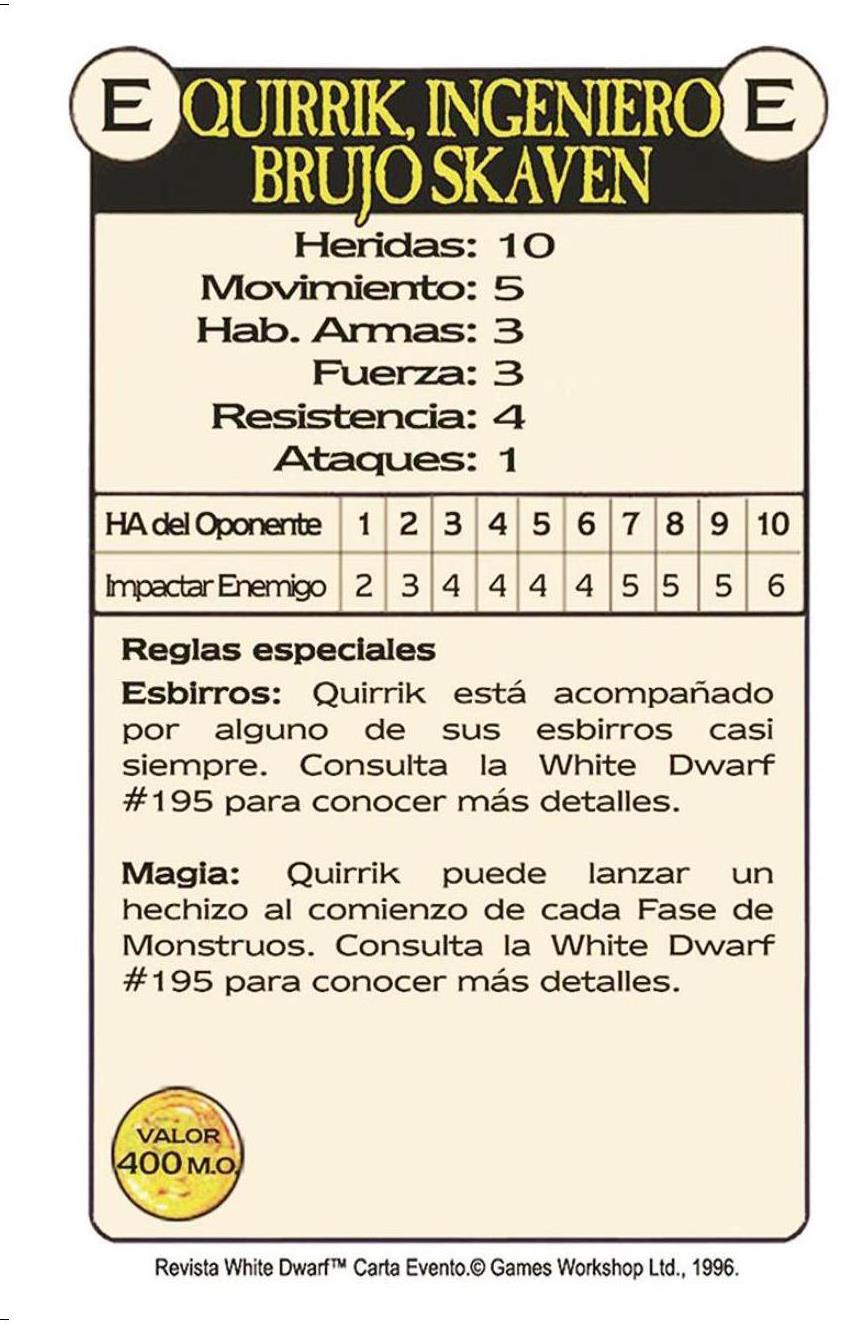 E QUIRRIK, INGENIERO E
BRUJO SKAVEN
Heridas: 10
Movimiento: 5
Hab. Armas: 3
Fuerza: 3
Resistencia: 4
Ataques: 1
HA del Oponente 1 2 3 4 5 6 7 8 9 10
Impactar Enemigo 2 3 4 4 4 4 5 5 5 6
Reglas especiales
Esbirros: Quirrik está acompañado
por alguno de sus esbirros casi
siempre. Consulta la White Dwarf
#195 para conocer más detalles.
Magia: Quirrik puede lanzar un
hechizo al comienzo de cada Fase de
Monstruos. Consulta la White Dwarf
#195 para conocer más detalles.
VALOR
400 M.O.
Revista White Dwarf™ Carta Evento.© Games Workshop Ltd., 1996.